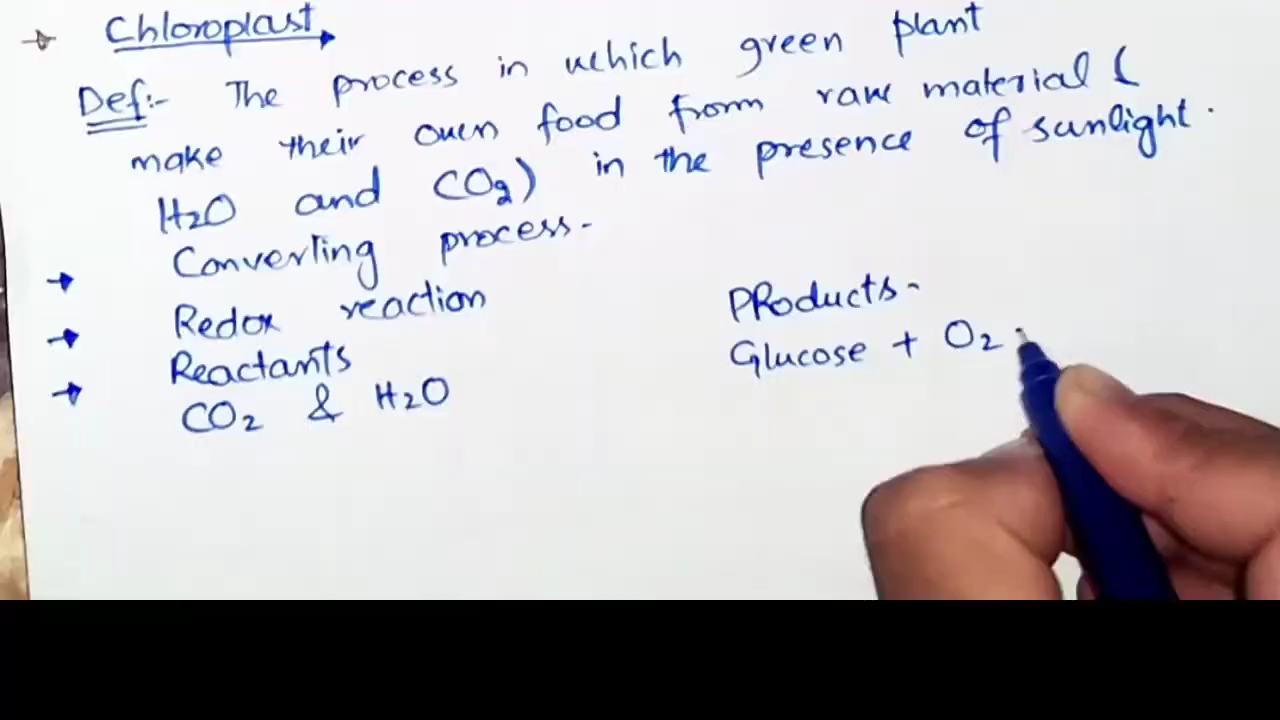 Chloroplast
Def:- The process in which green plant
make their own food from raw material (
H2O and CO2) in the presence of sunlight.
Converting process.
Redox reaction
Reactants
CO2 & H2O
PRoducts.
Glucose + O2